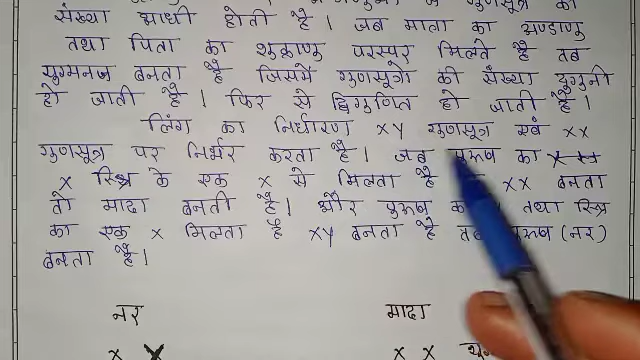 संख्या आधी होती है। जब माता का अण्डाणु
तथा पिता का शुक्राणु परस्पर मिलते है तब
युग्मनज बनता है जिसमें गुणसूत्रो की संख्या दुगुनी
हो जाती है। फिर से द्विगुणित हो जाती है।
लिंग का निर्धारण XY गुणसूत्र एवं XX
गुणसूत्र पर निर्भर करता है। जब पुरूष का
X स्त्रि के एक X से मिलता है XX बनता
तो मादा बनती है। और पुरूष का तथा स्त्रि
का एक X मिलता है XY बनता है तब पुरूष (नर)
बनता है।
नर मादा
X X X X